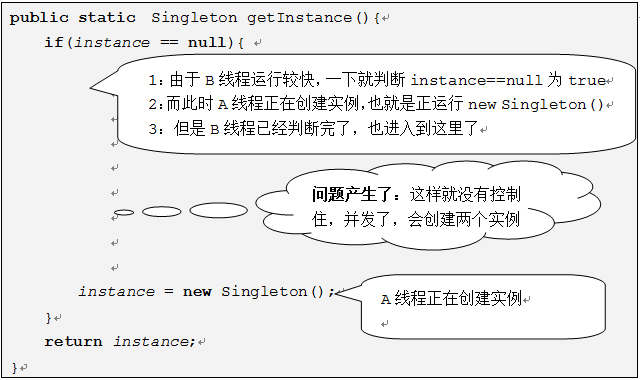 public static Singleton getInstance(){
if(instance == null){
1：由于 B 线程运行较快，一下就判断 instance==null 为 true
2：而此时 A 线程正在创建实例，也就是正运行 new Singleton()
3：但是 B 线程已经判断完了，也进入到这里了
问题产生了：这样就没有控制
住，并发了，会创建两个实例
instance = new Singleton();
A 线程正在创建实例
}
return instance;
}